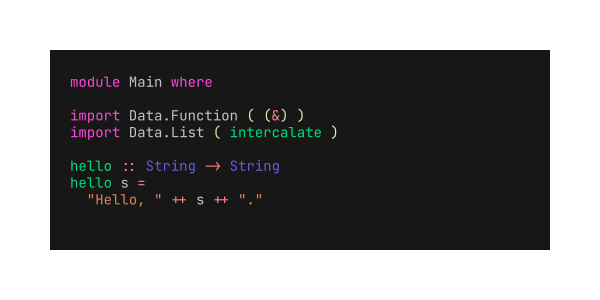 module Main where
import Data.Function ( (&) )
import Data.List ( intercalate )
hello :: String -> String
hello s =
"Hello, " ++ s ++ "."